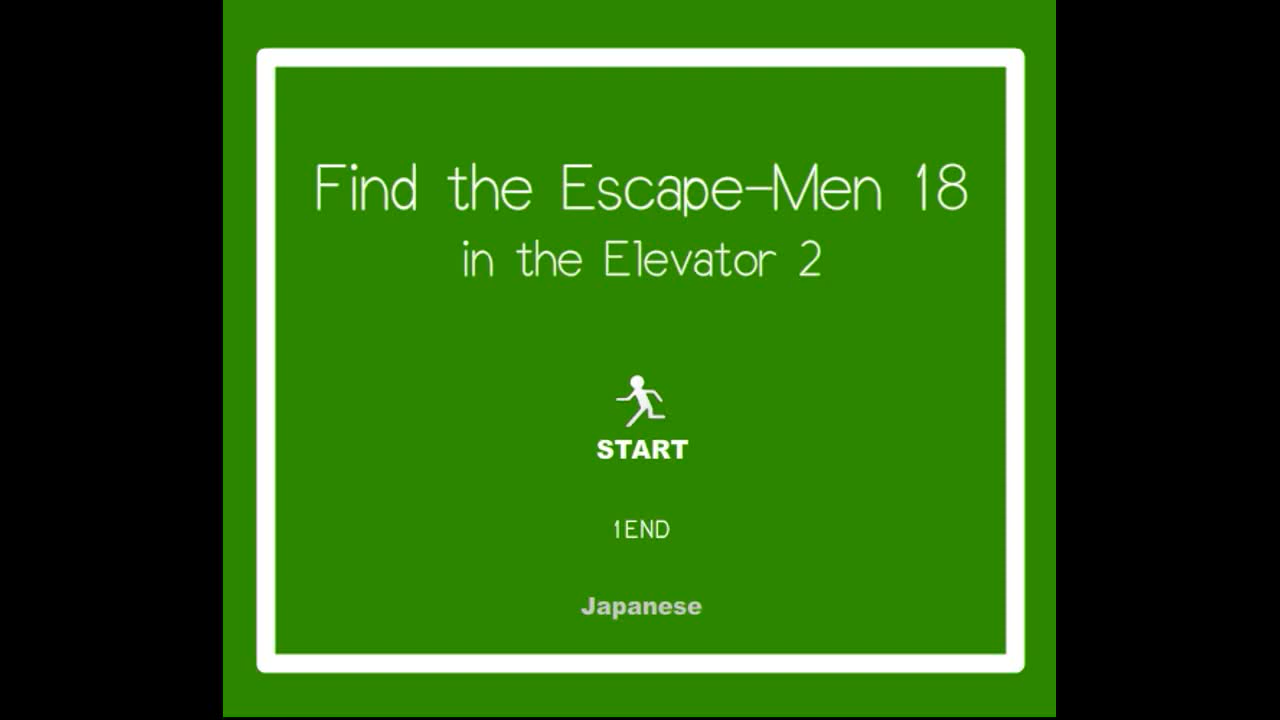 Find the Escape-Men 18
in the Elevator 2
START
1END
Japanese